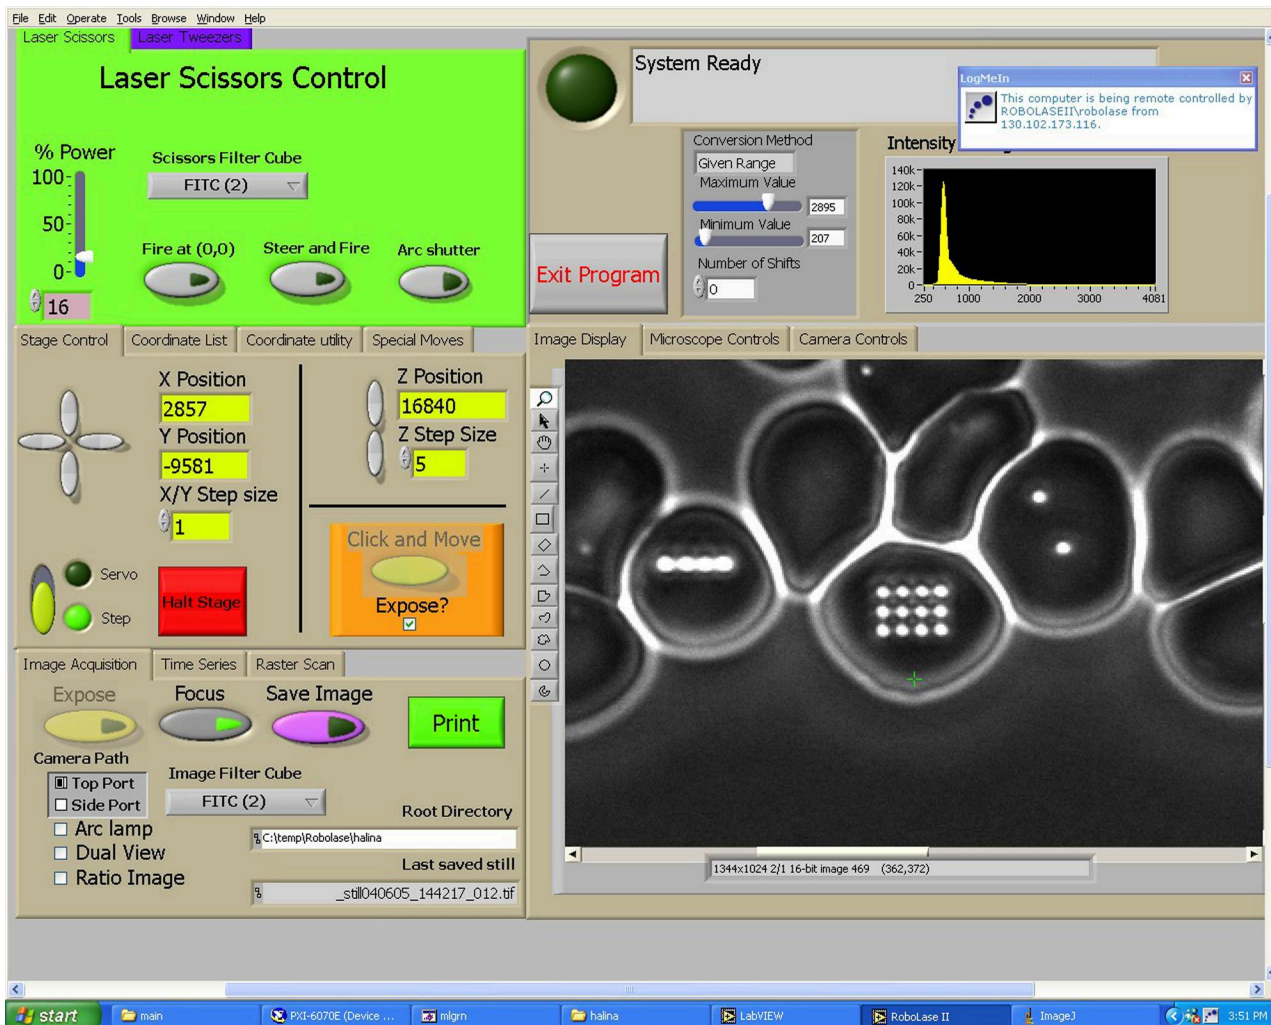 File Edit Operate Tools Browse Window Help
Laser Scissors Laser Tweezers
Laser Scissors Control
% Power
100-
50-
0-
16
Scissors Filter Cube
FITC (2)
Fire at (0,0) Steer and Fire Arc shutter
System Ready
LogMeIn
This computer is being remote controlled by
ROBOLASEII\robolase from
130.102.173.116.
Conversion Method
Given Range
Maximum Value
2895
Minimum Value
207
Number of Shifts
0
Exit Program
Intensity
140k
120k
100k
80k
60k
40k
20k
0
250 1000 2000 3000 4081
Stage Control Coordinate List Coordinate utility Special Moves
X Position
2857
Y Position
-9581
X/Y Step size
1
Z Position
16840
Z Step Size
5
Servo
Step
Halt Stage
Click and Move
Expose?
Image Display Microscope Controls Camera Controls
1344x1024 2/1 16-bit image 469 (362,372)
Image Acquisition Time Series Raster Scan
Expose Focus Save Image
Print
Camera Path
Top Port
Side Port
Arc lamp
Dual View
Ratio Image
Image Filter Cube
FITC (2)
Root Directory
C:\temp\Robolase\halina
Last saved still
_still040605_144217_012.tif
start main PXI-6070E (Device ... mlgrn halina LabVIEW RoboLase II ImageJ 3:51 PM